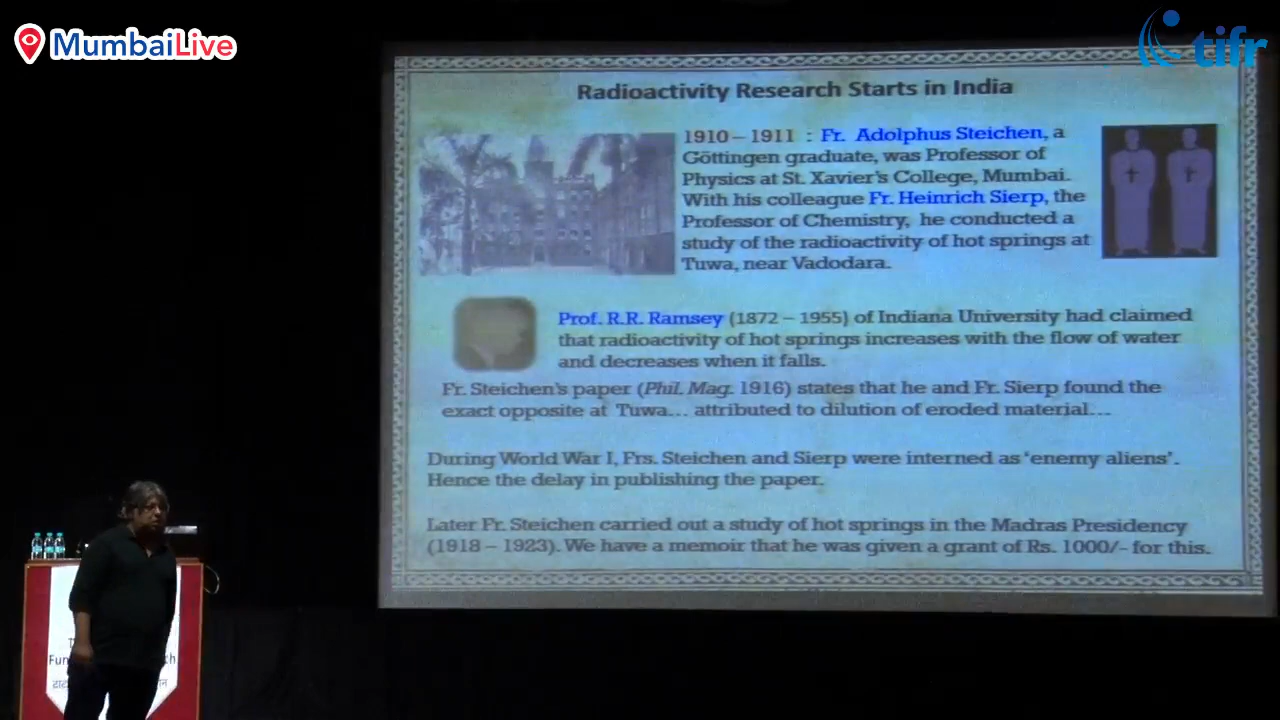 MumbaiLive
tifr
Radioactivity Research Starts in India
1910 – 1911 : Fr. Adolphus Steichen, a
Göttingen graduate, was Professor of
Physics at St. Xavier's College, Mumbai.
With his colleague Fr. Heinrich Sierp, the
Professor of Chemistry, he conducted a
study of the radioactivity of hot springs at
Tuwa, near Vadodara.
Prof. R.R. Ramsey (1872 – 1955) of Indiana University had claimed
that radioactivity of hot springs increases with the flow of water
and decreases when it falls.
Fr. Steichen's paper (Phil. Mag. 1916) states that he and Fr. Sierp found the
exact opposite at Tuwa... attributed to dilution of eroded material...
During World War I, Frs. Steichen and Sierp were interned as 'enemy aliens'.
Hence the delay in publishing the paper.
Later Fr. Steichen carried out a study of hot springs in the Madras Presidency
(1918 – 1923). We have a memoir that he was given a grant of Rs. 1000/- for this.